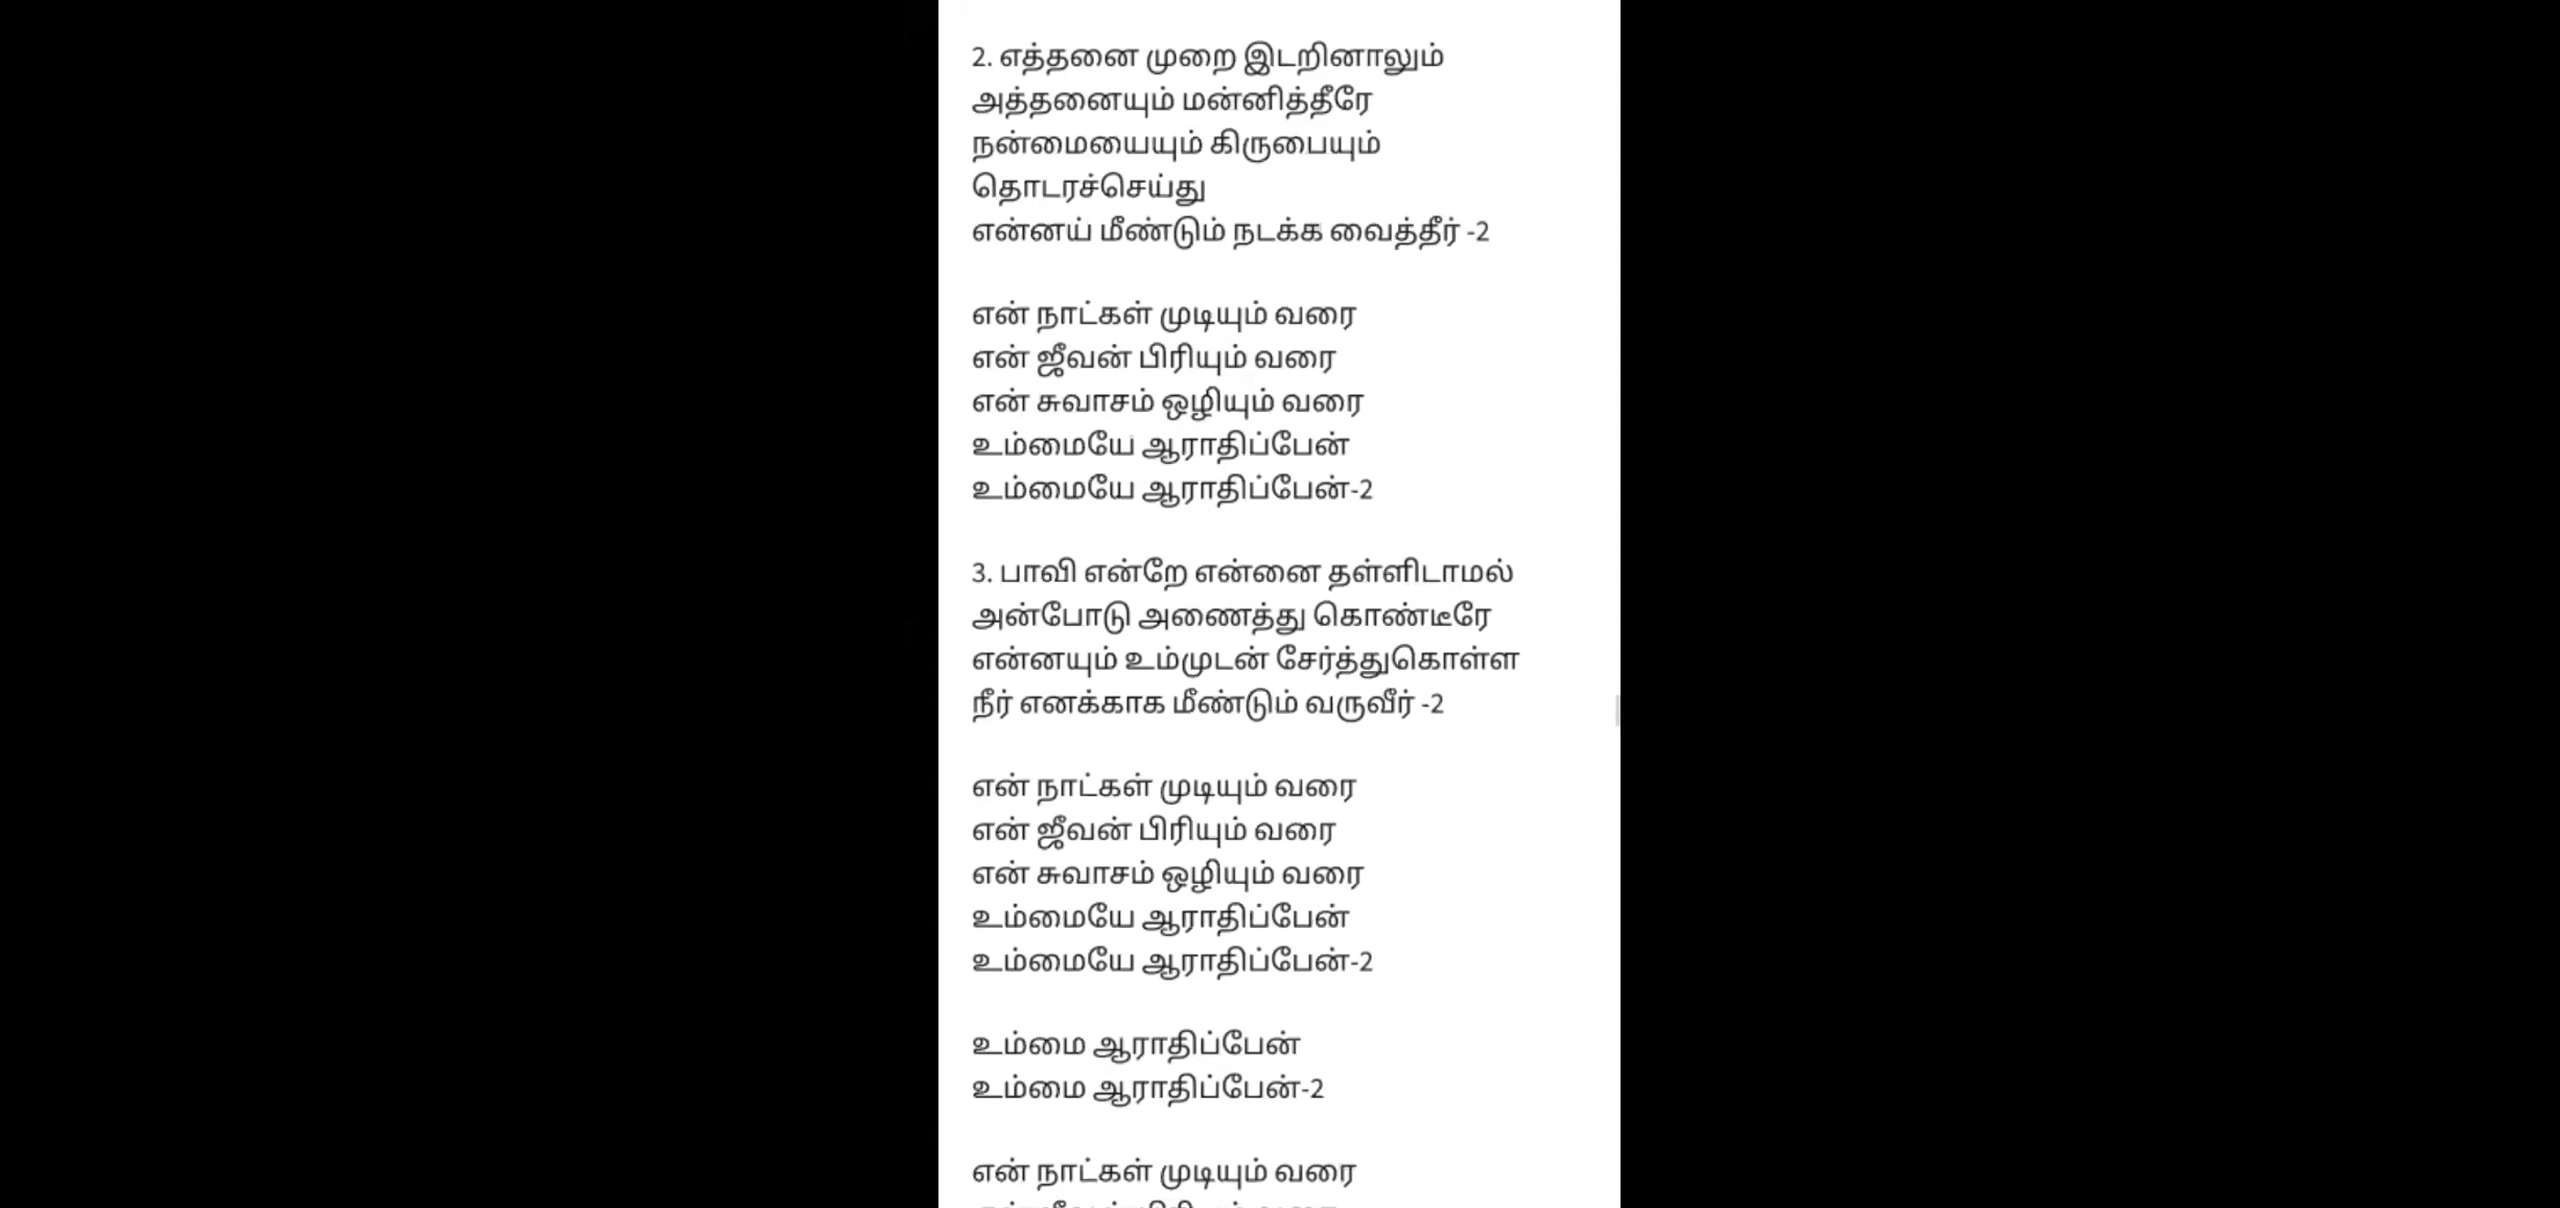 2. எத்தனை முறை இடறினாலும்
அத்தனையும் மன்னித்தீரே
நன்மையையும் கிருபையும்
தொடரச்செய்து
என்னய் மீண்டும் நடக்க வைத்தீர் -2
என் நாட்கள் முடியும் வரை
என் ஜீவன் பிரியும் வரை
என் சுவாசம் ஒழியும் வரை
உம்மையே ஆராதிப்பேன்
உம்மையே ஆராதிப்பேன்-2
3. பாவி என்றே என்னை தள்ளிடாமல்
அன்போடு அணைத்து கொண்டீரே
என்னயும் உம்முடன் சேர்த்துகொள்ள
நீர் எனக்காக மீண்டும் வருவீர் -2
என் நாட்கள் முடியும் வரை
என் ஜீவன் பிரியும் வரை
என் சுவாசம் ஒழியும் வரை
உம்மையே ஆராதிப்பேன்
உம்மையே ஆராதிப்பேன்-2
உம்மை ஆராதிப்பேன்
உம்மை ஆராதிப்பேன்-2
என் நாட்கள் முடியும் வரை